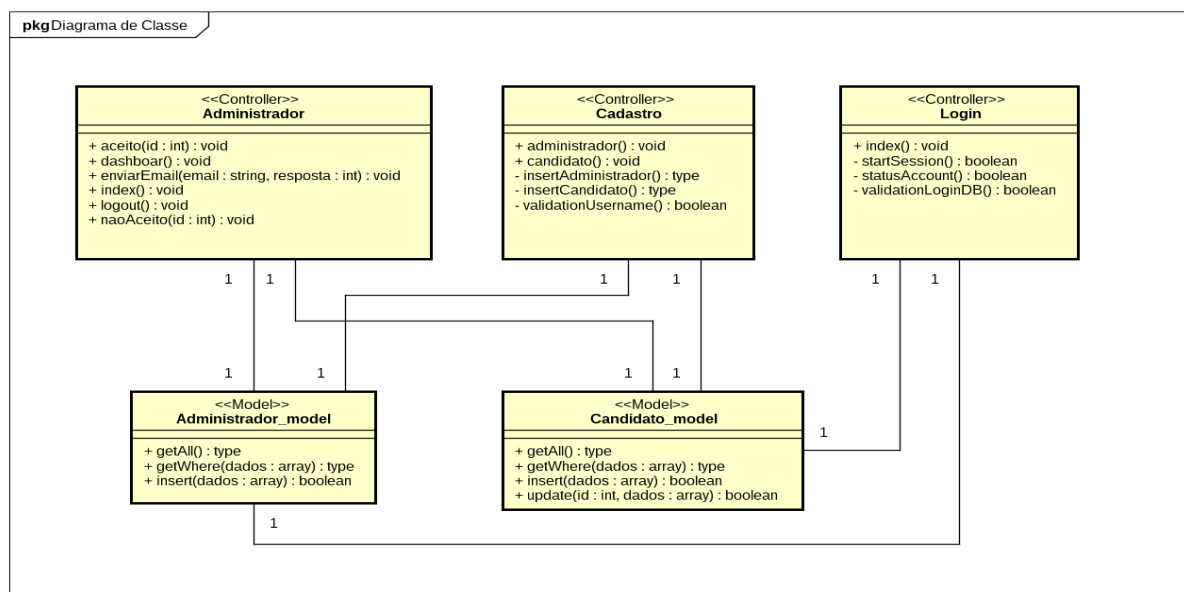 pkg Diagrama de Classe
<<Controller>>
Administrador
+ aceito(id : int) : void
+ dashboar() : void
+ enviarEmail(email : string, resposta : int) : void
+ index() : void
+ logout() : void
+ naoAceito(id : int) : void
<<Controller>>
Cadastro
+ administrador() : void
+ candidato() : void
- insertAdministrador() : type
- insertCandidato() : type
- validationUsername() : boolean
<<Controller>>
Login
+ index() : void
- startSession() : boolean
- statusAccount() : boolean
- validationLoginDB() : boolean
1 1 1 1 1 1
1 1 1 1
<<Model>>
Administrador_model
+ getAll() : type
+ getWhere(dados : array) : type
+ insert(dados : array) : boolean
<<Model>>
Candidato_model
+ getAll() : type
+ getWhere(dados : array) : type
+ insert(dados : array) : boolean
+ update(id : int, dados : array) : boolean
1
1